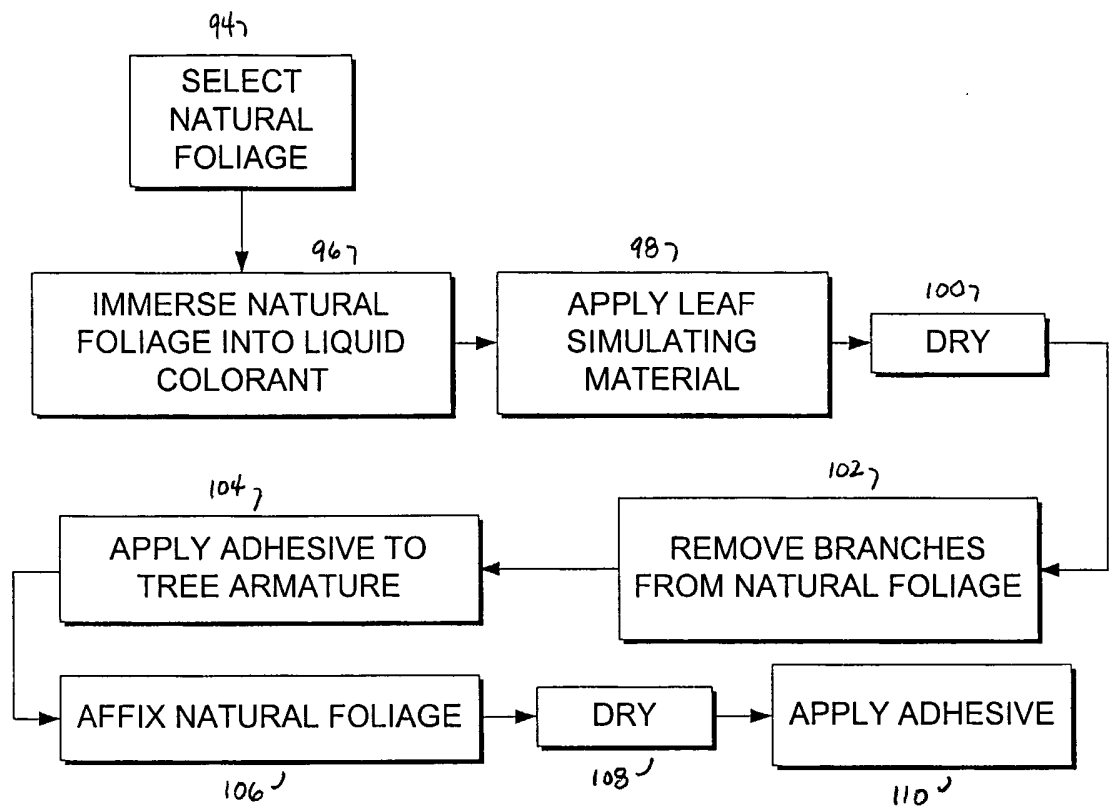 94
SELECT
NATURAL
FOLIAGE
96
IMMERSE NATURAL
FOLIAGE INTO LIQUID
COLORANT
98
APPLY LEAF
SIMULATING
MATERIAL
100
DRY
102
REMOVE BRANCHES
FROM NATURAL FOLIAGE
104
APPLY ADHESIVE TO
TREE ARMATURE
AFFIX NATURAL FOLIAGE
106
DRY
108
APPLY ADHESIVE
110